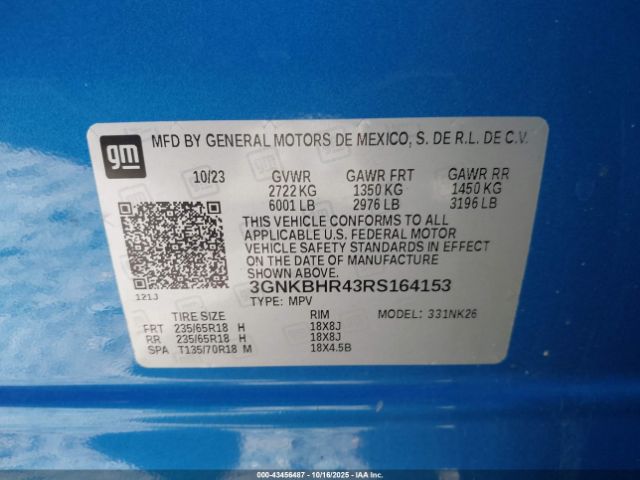 gm
MFD BY GENERAL MOTORS DE MEXICO, S. DE R.L. DE C.V.
10/23 GVWR GAWR FRT GAWR RR
2722 KG 1350 KG 1450 KG
6001 LB 2976 LB 3196 LB
THIS VEHICLE CONFORMS TO ALL
APPLICABLE U.S. FEDERAL MOTOR
VEHICLE SAFETY STANDARDS IN EFFECT
ON THE DATE OF MANUFACTURE
SHOWN ABOVE.
3GNKBHR43RS164153
121J
TYPE: MPV
TIRE SIZE RIM MODEL: 331NK26
FRT 235/65R18 H 18X8J
RR 235/65R18 H 18X8J
SPA T135/70R18 M 18X4.5B
000-43456487 - 10/16/2025 - IAAI.com